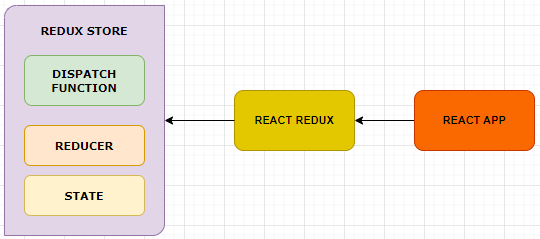 REDUX STORE
DISPATCH
FUNCTION
REDUCER
STATE
REACT REDUX
REACT APP